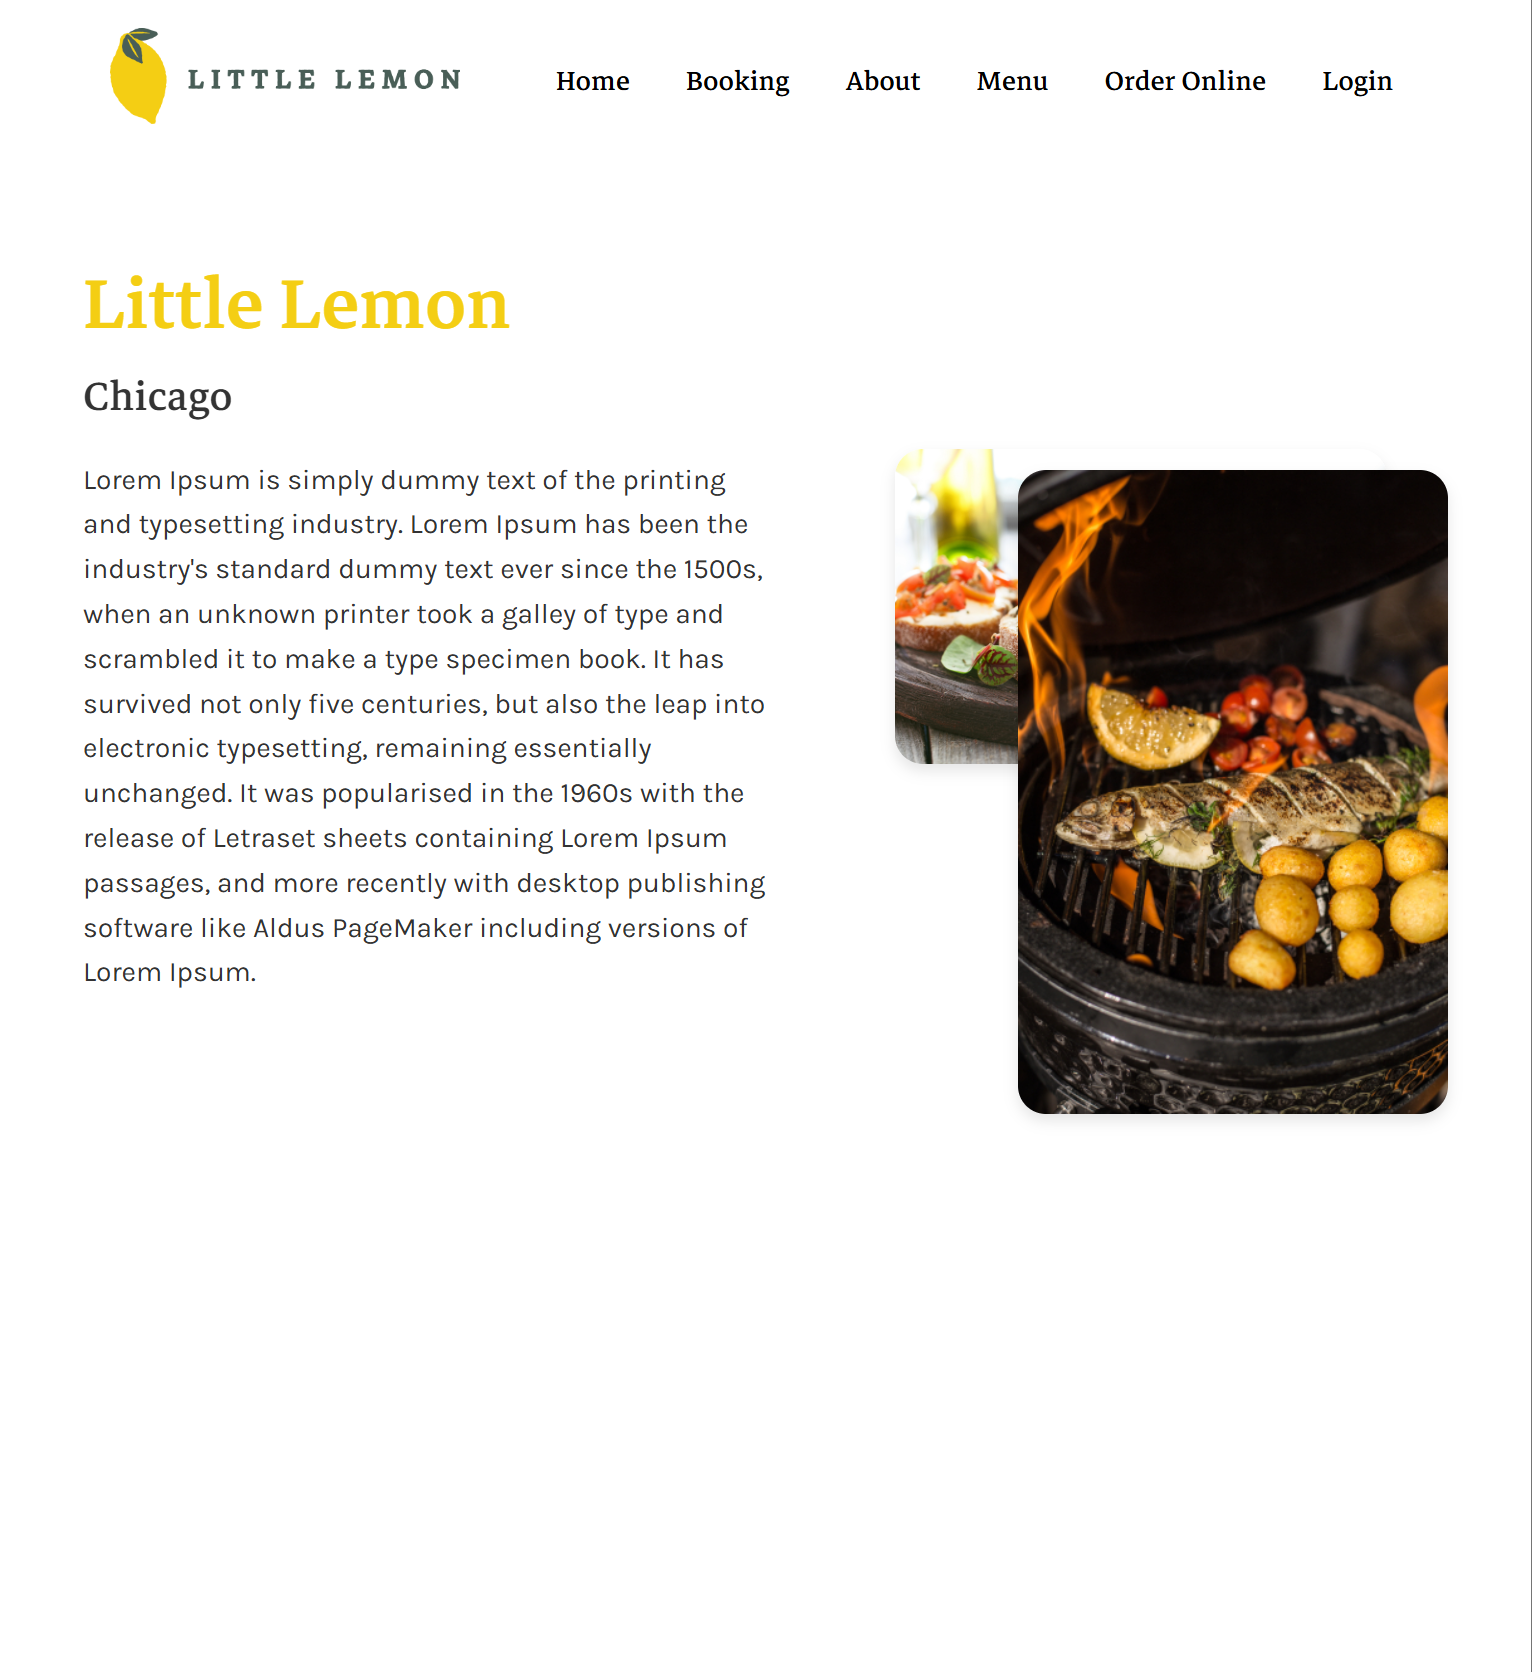 LITTLE LEMON
Home Booking About Menu Order Online Login
Little Lemon
Chicago
Lorem Ipsum is simply dummy text of the printing
and typesetting industry. Lorem Ipsum has been the
industry's standard dummy text ever since the 1500s,
when an unknown printer took a galley of type and
scrambled it to make a type specimen book. It has
survived not only five centuries, but also the leap into
electronic typesetting, remaining essentially
unchanged. It was popularised in the 1960s with the
release of Letraset sheets containing Lorem Ipsum
passages, and more recently with desktop publishing
software like Aldus PageMaker including versions of
Lorem Ipsum.